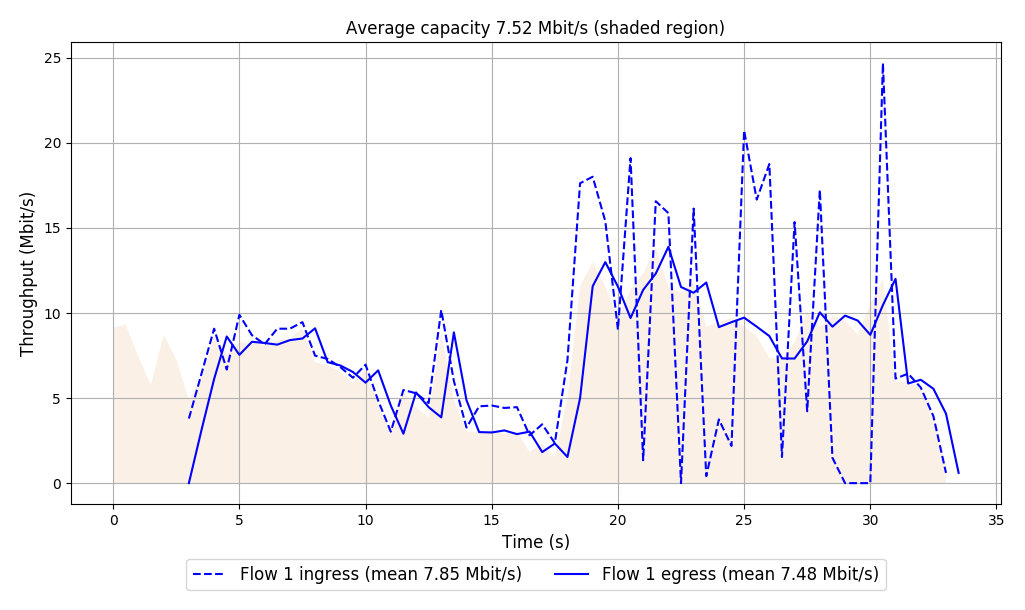 Average capacity 7.52 Mbit/s (shaded region)
Throughput (Mbit/s)
25
20
15
10
5
0
0 5 10 15 20 25 30 35
Time (s)
Flow 1 ingress (mean 7.85 Mbit/s) Flow 1 egress (mean 7.48 Mbit/s)